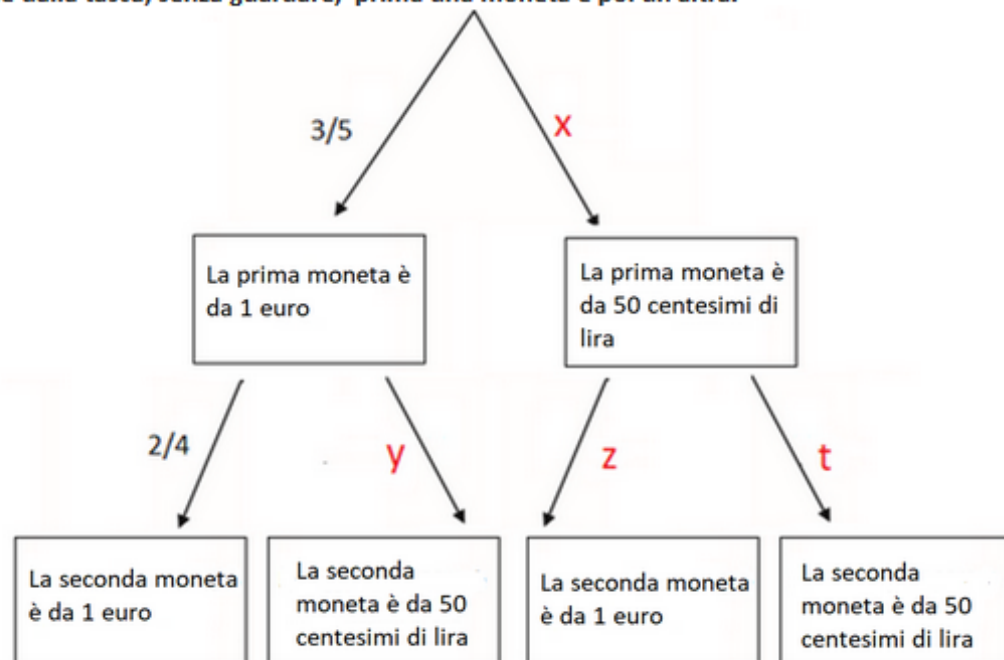 dalla tasca, senza guardare, prima una moneta e poi un'altra.
3/5
x
La prima moneta è
da 1 euro
La prima moneta è
da 50 centesimi di
lira
2/4
y
z
t
La seconda moneta
è da 1 euro
La seconda
moneta è da 50
centesimi di lira
La seconda moneta
è da 1 euro
La seconda
moneta è da 50
centesimi di lira